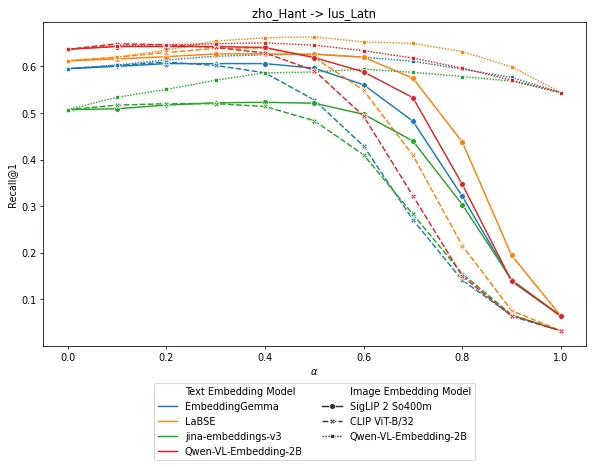 zho_Hant -> lus_Latn
Recall@1
0.6
0.5
0.4
0.3
0.2
0.1
0.0 0.2 0.4 0.6 0.8 1.0
α
Text Embedding Model
EmbeddingGemma
LaBSE
jina-embeddings-v3
Qwen-VL-Embedding-2B
Image Embedding Model
SigLIP 2 So400m
CLIP ViT-B/32
Qwen-VL-Embedding-2B